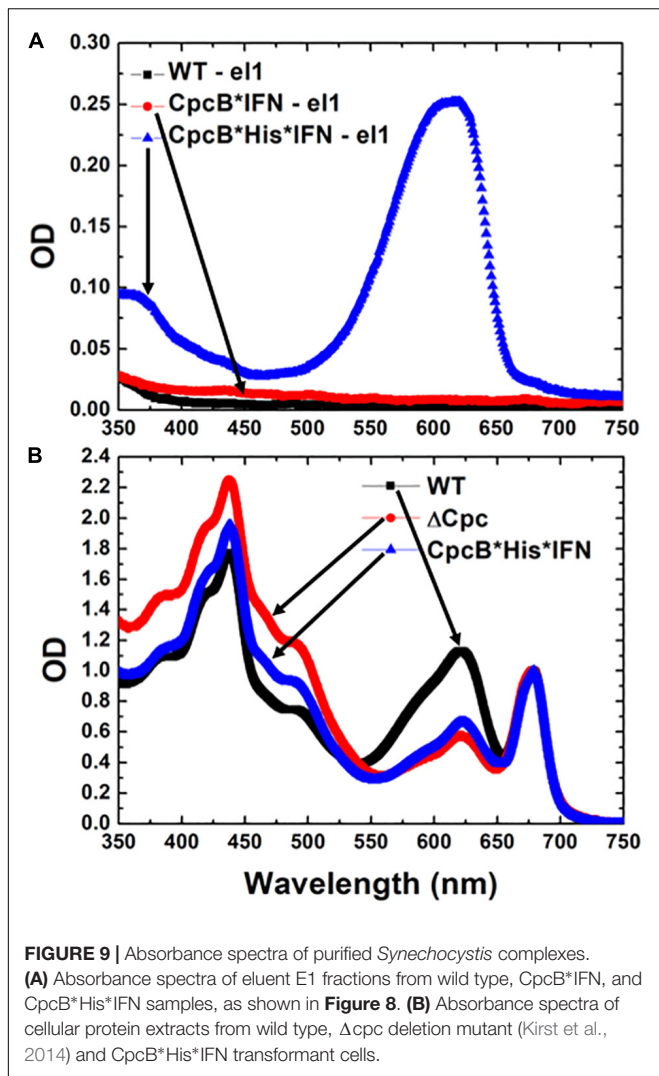 A
0.30
0.25
0.20
0.15
0.10
0.05
0.00
OD
WT - el1
CpcB*IFN - el1
CpcB*His*IFN - el1
350 400 450 500 550 600 650 700 750
B
2.4
2.2
2.0
1.8
1.6
1.4
1.2
1.0
0.8
0.6
0.4
0.2
0.0
OD
WT
ΔCpc
CpcB*His*IFN
350 400 450 500 550 600 650 700 750
Wavelength (nm)
FIGURE 9 | Absorbance spectra of purified Synechocystis complexes.
(A) Absorbance spectra of eluent E1 fractions from wild type, CpcB*IFN, and
CpcB*His*IFN samples, as shown in Figure 8. (B) Absorbance spectra of
cellular protein extracts from wild type, Δcpc deletion mutant (Kirst et al.,
2014) and CpcB*His*IFN transformant cells.